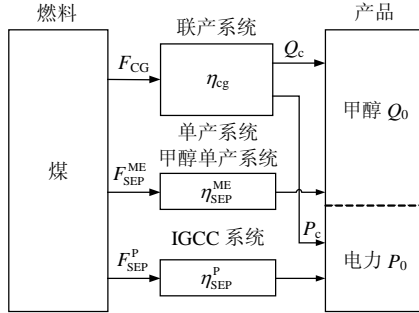 燃料
联产系统
产品
F_CG
η_cg
Q_c
甲醇 Q_0
单产系统
甲醇单产系统
煤
F_SEP^ME
η_SEP^ME
IGCC 系统
P_c
F_SEP^P
η_SEP^P
电力 P_0